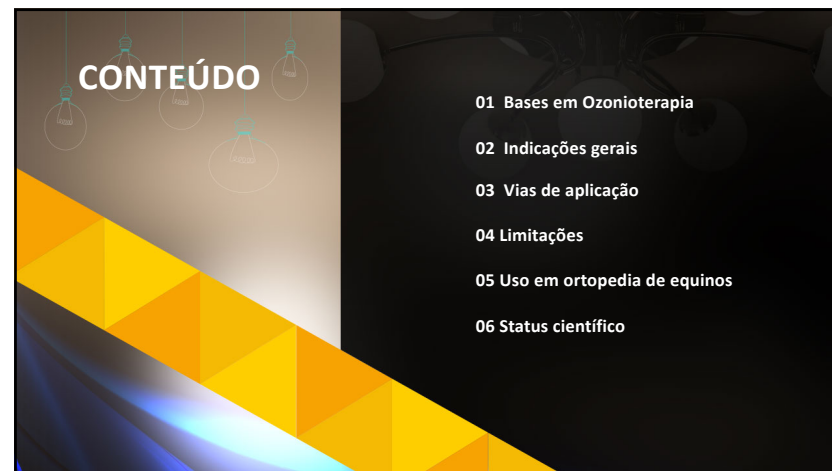 CONTEÚDO
01 Bases em Ozonioterapia
02 Indicações gerais
03 Vias de aplicação
04 Limitações
05 Uso em ortopedia de equinos
06 Status científico